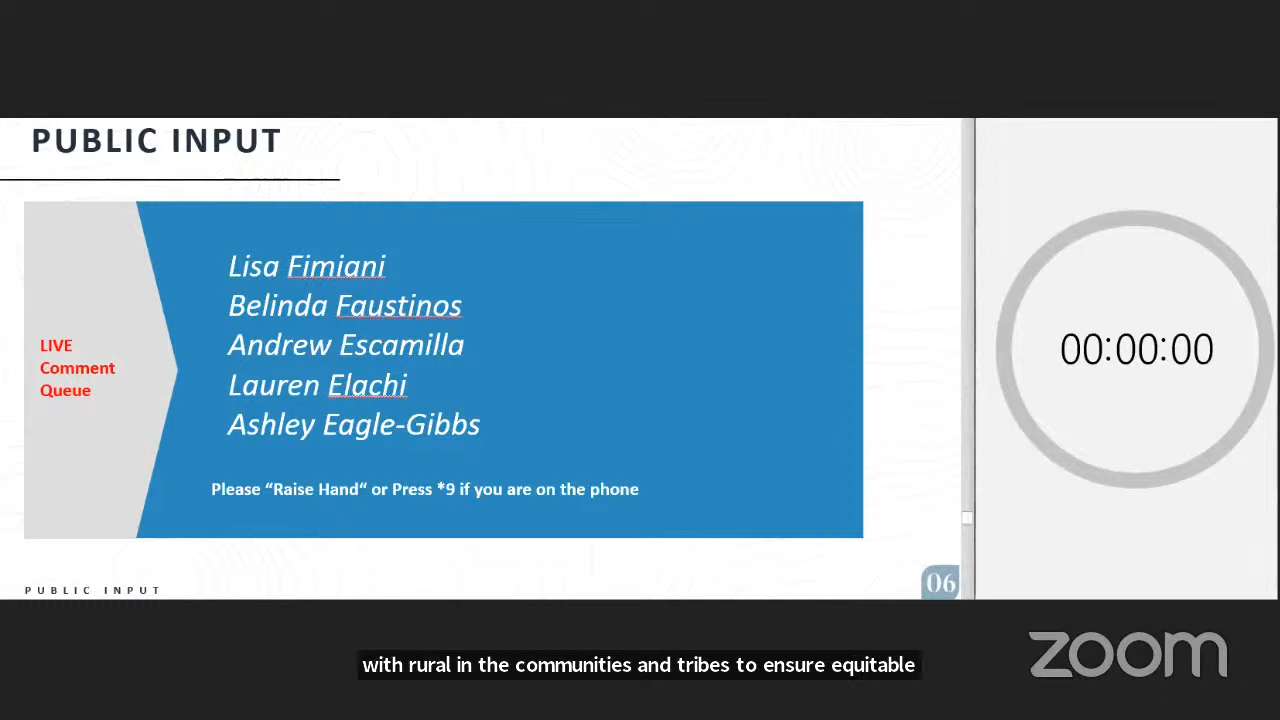 PUBLIC INPUT
LIVE
Comment
Queue
Lisa Fimiani
Belinda Faustinos
Andrew Escamilla
Lauren Elachi
Ashley Eagle-Gibbs
Please “Raise Hand“ or Press *9 if you are on the phone
00:00:00
PUBLIC INPUT
06
with rural in the communities and tribes to ensure equitable
zoom